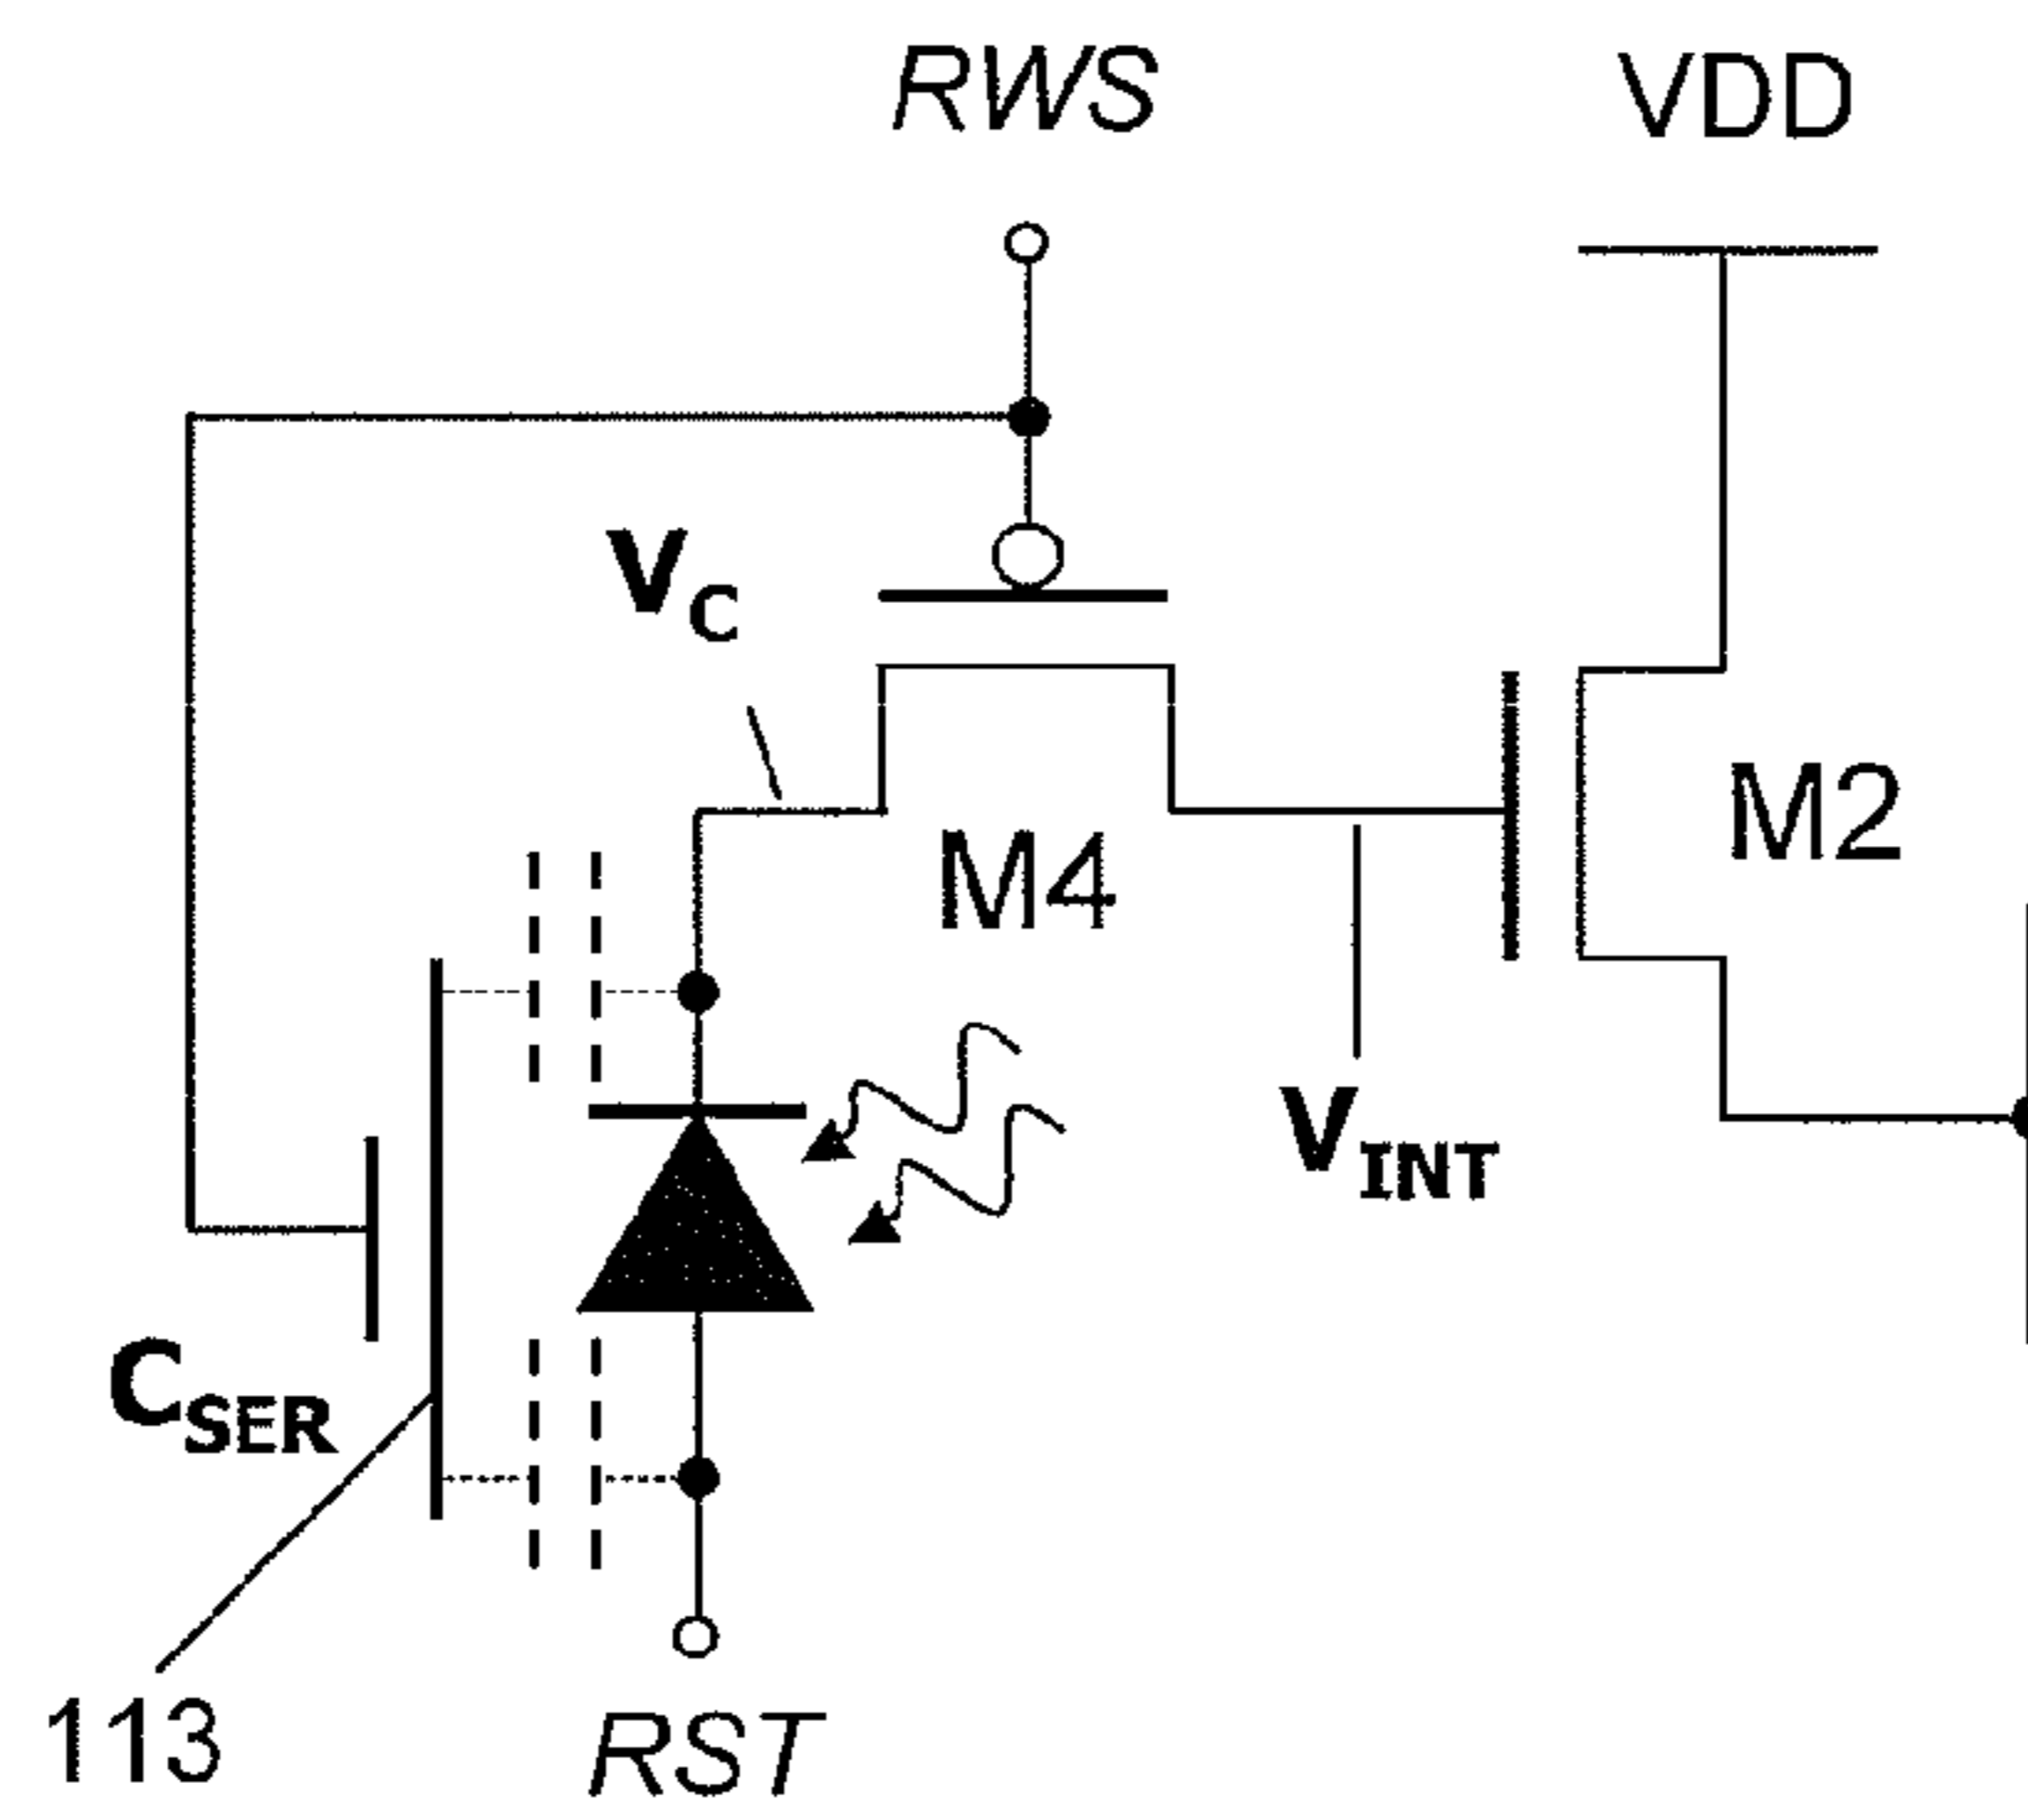 RWS
VDD
VC
M4
M2
VINT
CSER
113
RST